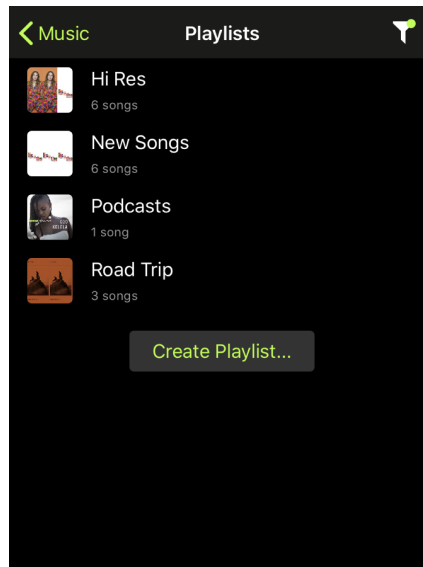 Music
Playlists
Hi Res
6 songs
New Songs
6 songs
Podcasts
1 song
Road Trip
3 songs
Create Playlist...